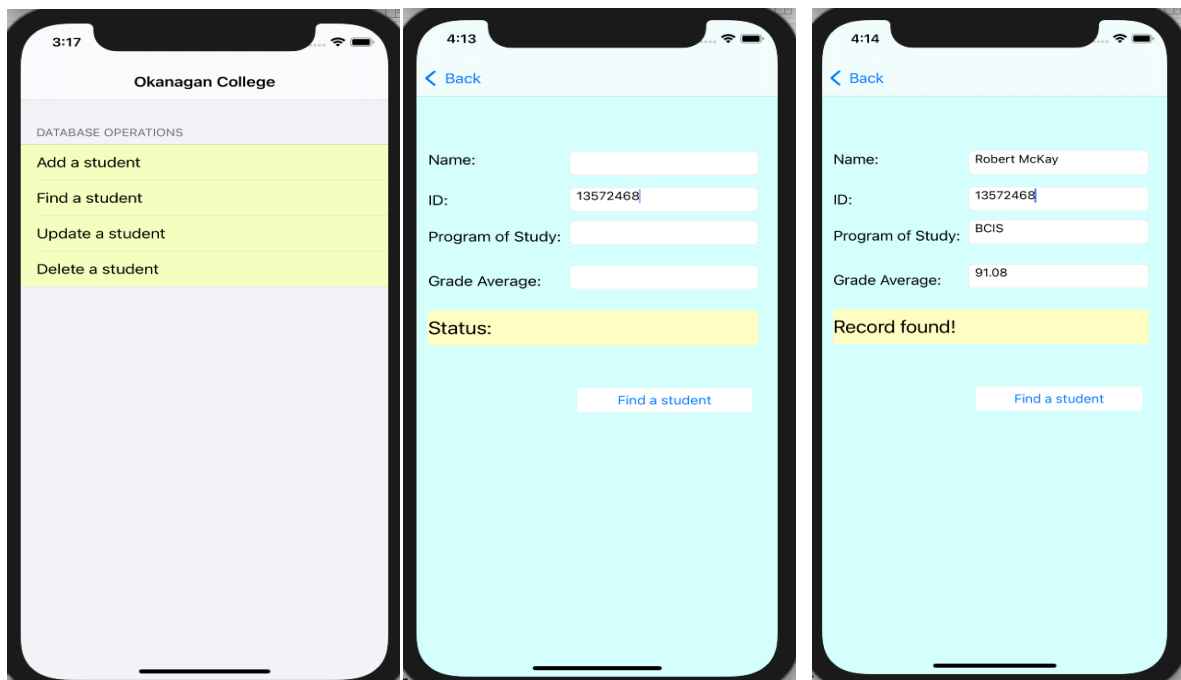 3:17
Okanagan College
DATABASE OPERATIONS
Add a student
Find a student
Update a student
Delete a student
4:13
Back
Name:
ID: 13572468
Program of Study:
Grade Average:
Status:
Find a student
4:14
Back
Name: Robert McKay
ID: 13572468
Program of Study: BCIS
Grade Average: 91.08
Record found!
Find a student